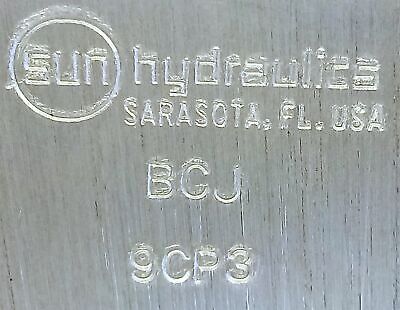 sun hydraulics
SARASOTA, FL. USA
BCJ
9CP3